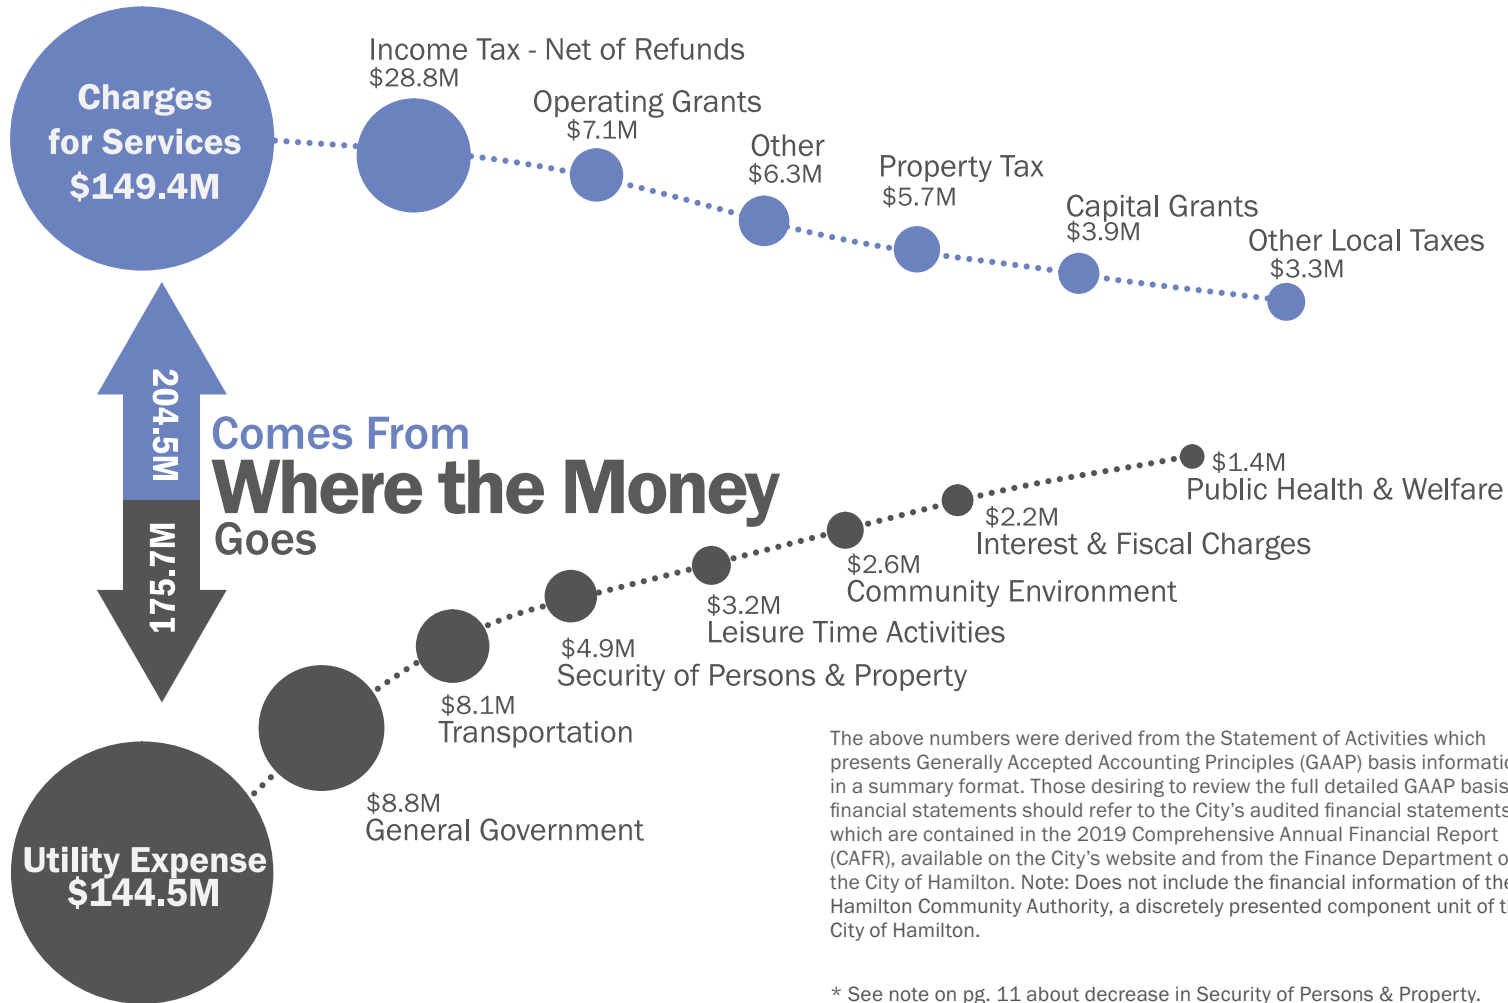 Charges
for Services
$149.4M
Income Tax - Net of Refunds
$28.8M
Operating Grants
$7.1M
Other
$6.3M
Property Tax
$5.7M
Capital Grants
$3.9M
Other Local Taxes
$3.3M
204.5M
Comes From
Where the Money
Goes
175.7M
$1.4M
Public Health & Welfare
$2.2M
Interest & Fiscal Charges
$2.6M
Community Environment
$3.2M
Leisure Time Activities
$4.9M
Security of Persons & Property
$8.1M
Transportation
$8.8M
General Government
Utility Expense
$144.5M
The above numbers were derived from the Statement of Activities which
presents Generally Accepted Accounting Principles (GAAP) basis informatio
in a summary format. Those desiring to review the full detailed GAAP basis
financial statements should refer to the City’s audited financial statements
which are contained in the 2019 Comprehensive Annual Financial Report
(CAFR), available on the City’s website and from the Finance Department o
the City of Hamilton. Note: Does not include the financial information of the
Hamilton Community Authority, a discretely presented component unit of t
City of Hamilton.
* See note on pg. 11 about decrease in Security of Persons & Property.